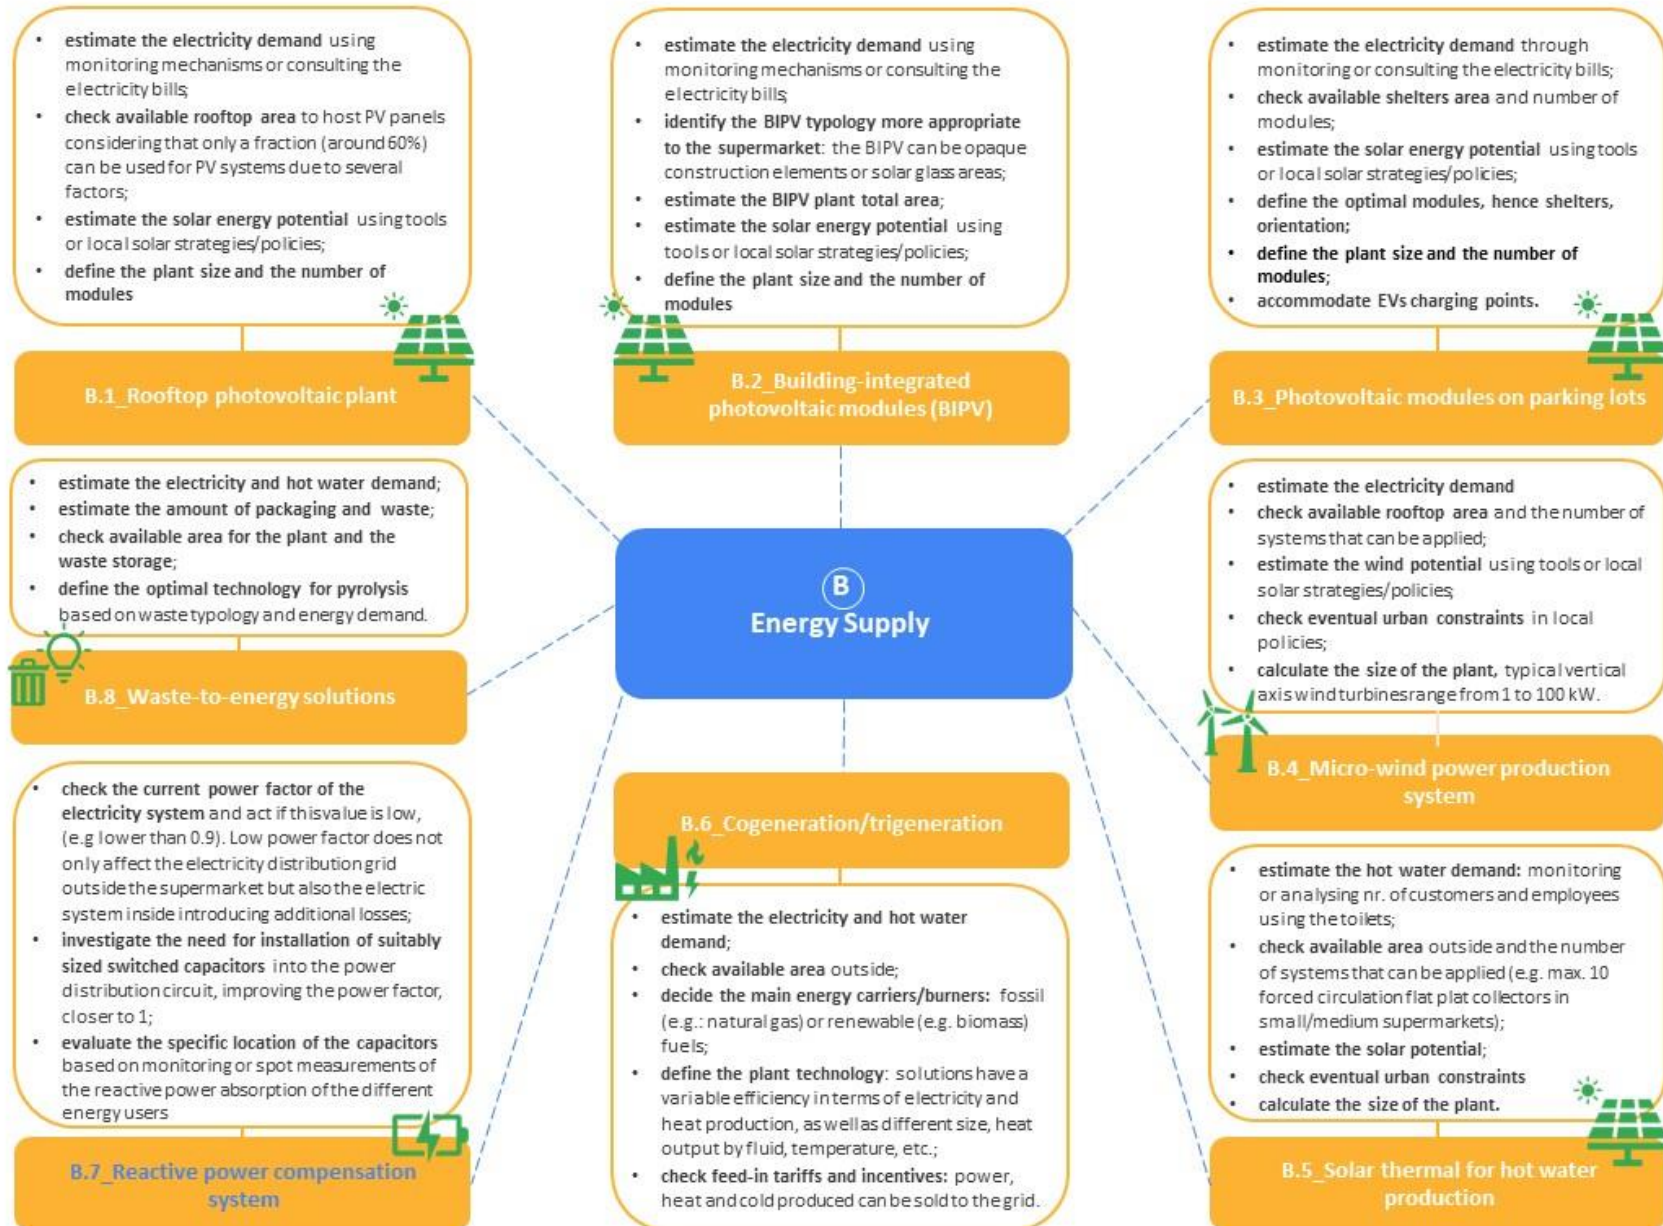 • estimate the electricity demand using
monitoring mechanisms or consulting the
electricity bills;
• check available rooftop area to host PV panels
considering that only a fraction (around 60%)
can be used for PV systems due to several
factors;
• estimate the solar energy potential using tools
or local solar strategies/policies;
• define the plant size and the number of
modules
B.1_Rooftop photovoltaic plant
• estimate the electricity demand using
monitoring mechanisms or consulting the
electricity bills;
• identify the BIPV typology more appropriate
to the supermarket: the BIPV can be opaque
construction elements or solar glass areas;
• estimate the BIPV plant total area;
• estimate the solar energy potential using
tools or local solar strategies/policies;
• define the plant size and the number of
modules
B.2_Building-integrated
photovoltaic modules (BIPV)
• estimate the electricity demand through
monitoring or consulting the electricity bills;
• check available shelters area and number of
modules;
• estimate the solar energy potential using tools
or local solar strategies/policies;
• define the optimal modules, hence shelters,
orientation;
• define the plant size and the number of
modules;
• accommodate EVs charging points.
B.3_Photovoltaic modules on parking lots
• estimate the electricity and hot water demand;
• estimate the amount of packaging and waste;
• check available area for the plant and the
waste storage;
• define the optimal technology for pyrolysis
based on waste typology and energy demand.
B.8_Waste-to-energy solutions
B
Energy Supply
• estimate the electricity demand
• check available rooftop area and the number of
systems that can be applied;
• estimate the wind potential using tools or local
solar strategies/policies;
• check eventual urban constraints in local
policies;
• calculate the size of the plant, typical vertical
axis wind turbines range from 1 to 100 kW.
B.4_Micro-wind power production
system
• check the current power factor of the
electricity system and act if this value is low,
(e.g lower than 0.9). Low power factor does not
only affect the electricity distribution grid
outside the supermarket but also the electric
system inside introducing additional losses;
• investigate the need for installation of suitably
sized switched capacitors into the power
distribution circuit, improving the power factor,
closer to 1;
• evaluate the specific location of the capacitors
based on monitoring or spot measurements of
the reactive power absorption of the different
energy users
B.7_Reactive power compensation
system
B.6_Cogeneration/trigeneration
• estimate the electricity and hot water
demand;
• check available area outside;
• decide the main energy carriers/burners: fossil
(e.g.: natural gas) or renewable (e.g. biomass)
fuels;
• define the plant technology: solutions have a
variable efficiency in terms of electricity and
heat production, as well as different size, heat
output by fluid, temperature, etc.;
• check feed-in tariffs and incentives: power,
heat and cold produced can be sold to the grid.
• estimate the hot water demand: monitoring
or analysing nr. of customers and employees
using the toilets;
• check available area outside and the number
of systems that can be applied (e.g. max. 10
forced circulation flat plat collectors in
small/medium supermarkets);
• estimate the solar potential;
• check eventual urban constraints
• calculate the size of the plant.
B.5_Solar thermal for hot water
production